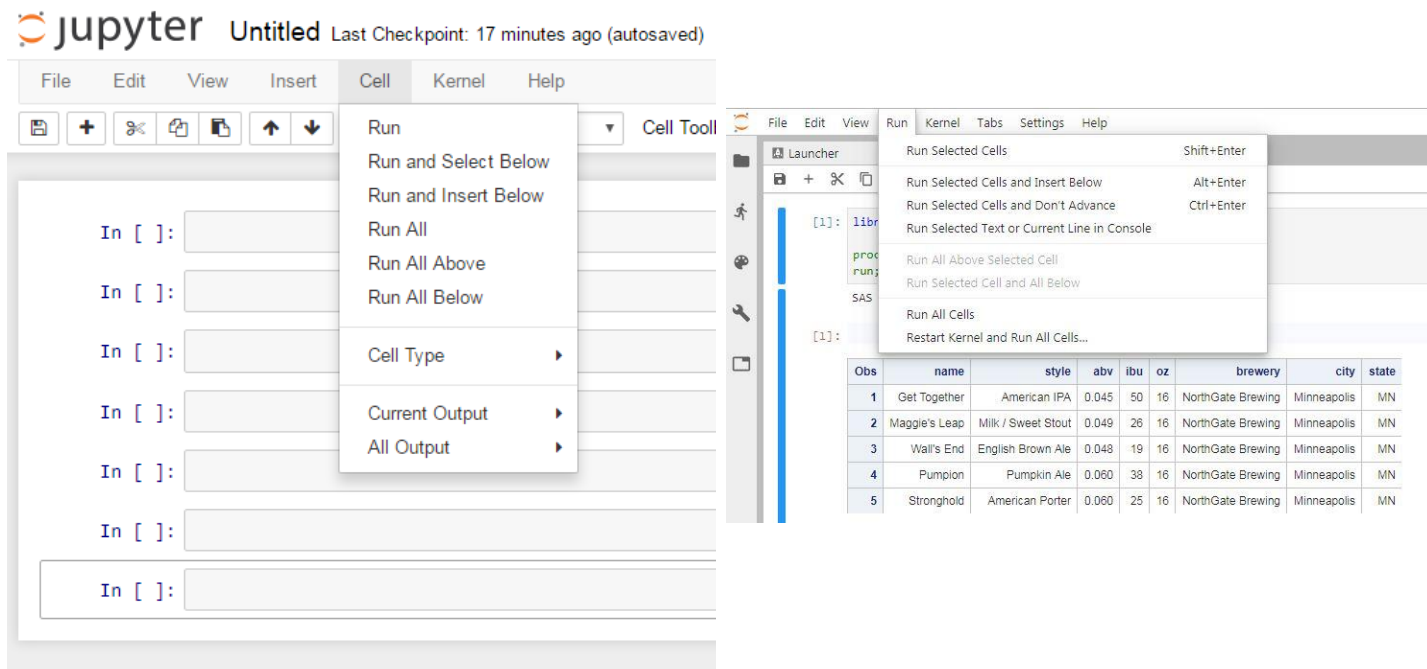 jupyter Untitled Last Checkpoint: 17 minutes ago (autosaved)
File Edit View Insert Cell Kernel Help
Cell Tool
Run
Run and Select Below
Run and Insert Below
Run All
Run All Above
Run All Below
Cell Type
Current Output
All Output
In [ ]:
In [ ]:
In [ ]:
In [ ]:
In [ ]:
In [ ]:
In [ ]:
File Edit View Run Kernel Tabs Settings Help
Launcher
Run Selected Cells Shift+Enter
Run Selected Cells and Insert Below Alt+Enter
Run Selected Cells and Don't Advance Ctrl+Enter
Run Selected Text or Current Line in Console
Run All Above Selected Cell
Run Selected Cell and All Below
Run All Cells
Restart Kernel and Run All Cells...
[1]: libr
proc
run;
SAS
[1]:
Obs name style abv ibu oz brewery city state
1 Get Together American IPA 0.045 50 16 NorthGate Brewing Minneapolis MN
2 Maggie's Leap Milk / Sweet Stout 0.049 26 16 NorthGate Brewing Minneapolis MN
3 Wall's End English Brown Ale 0.048 19 16 NorthGate Brewing Minneapolis MN
4 Pumpion Pumpkin Ale 0.060 38 16 NorthGate Brewing Minneapolis MN
5 Stronghold American Porter 0.060 25 16 NorthGate Brewing Minneapolis MN